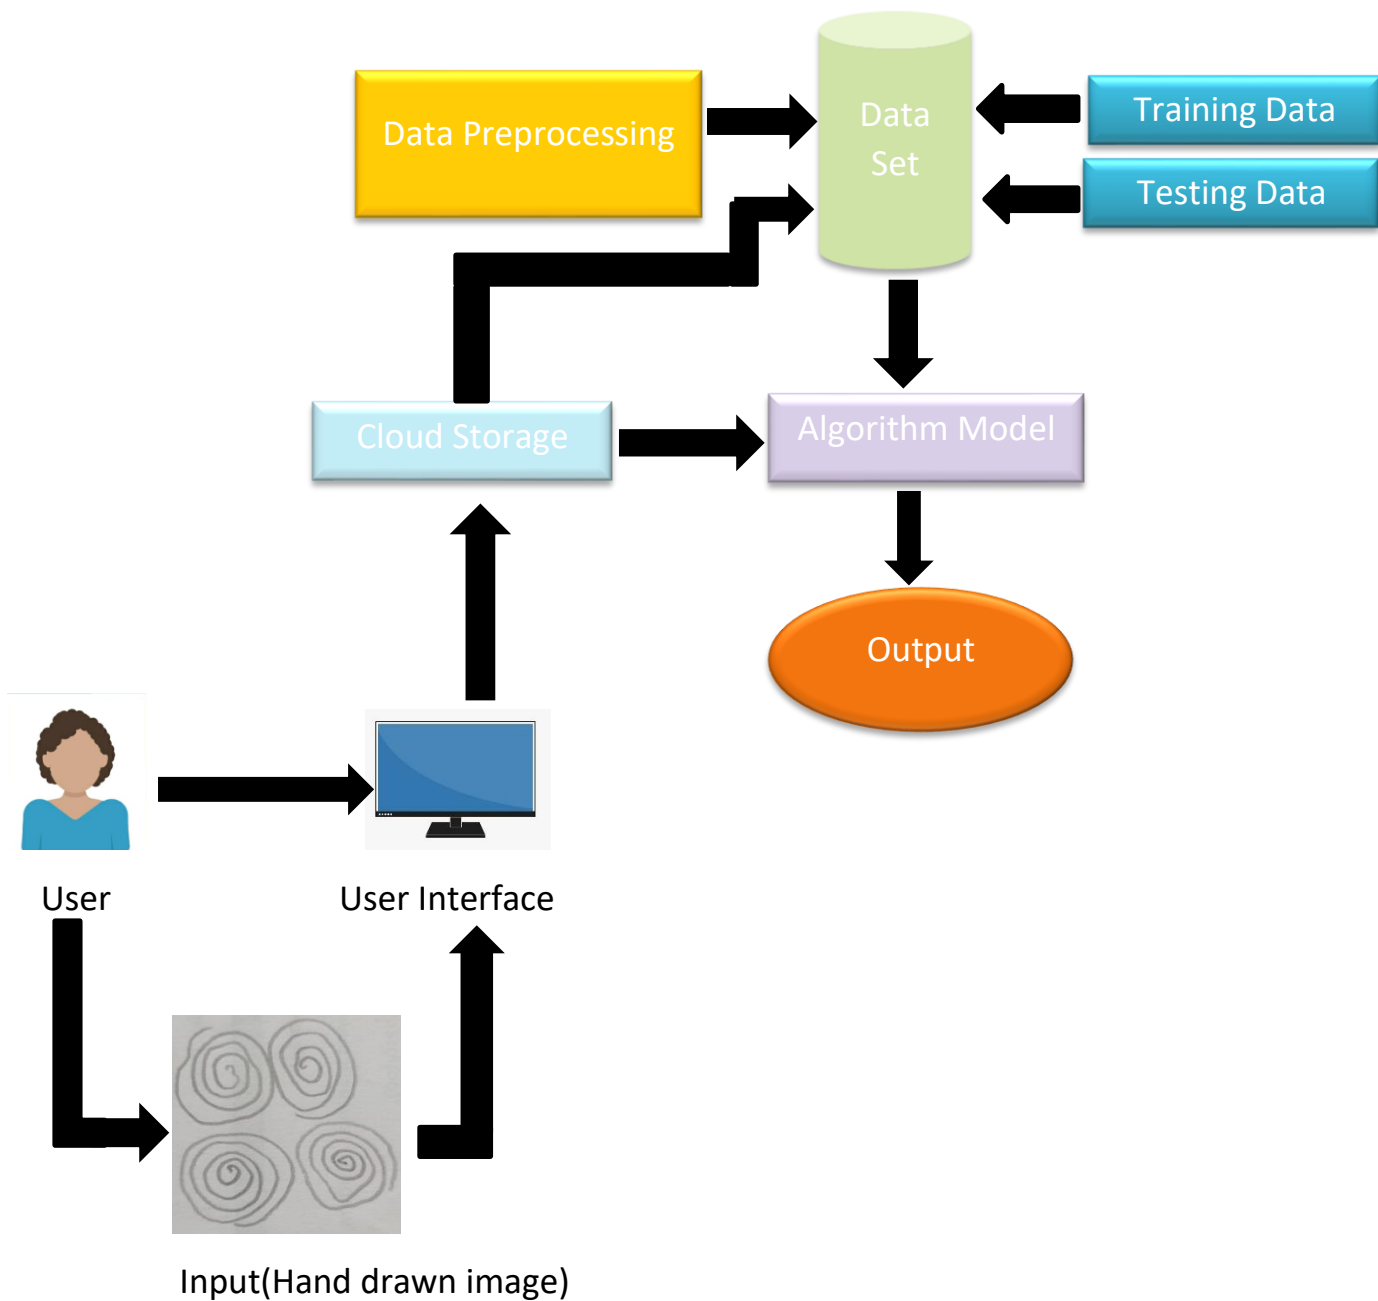 Data Preprocessing
Data
Set
Training Data
Testing Data
Cloud Storage
Algorithm Model
Output
User
User Interface
Input(Hand drawn image)